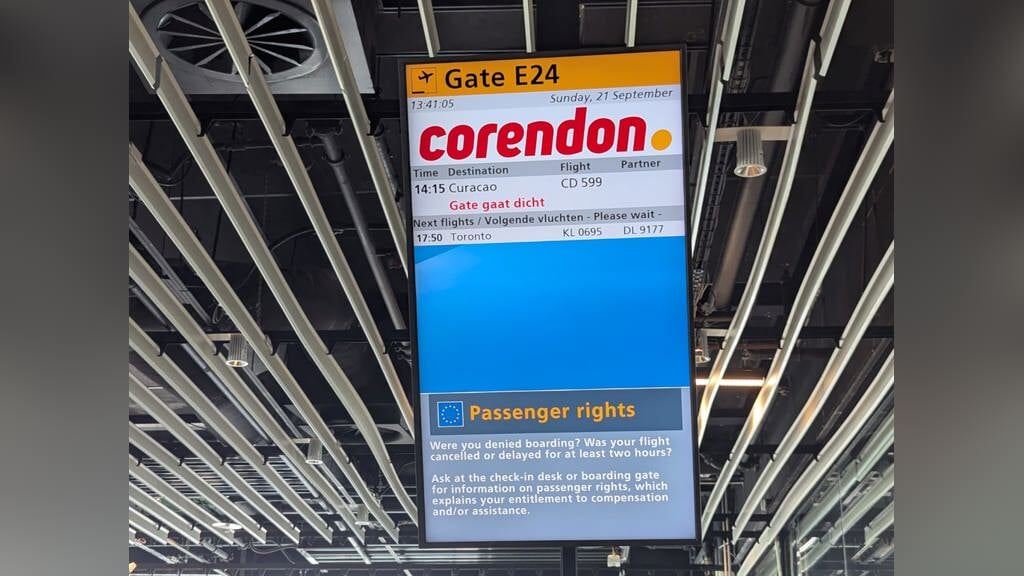 Gate E24
13:41:05 Sunday, 21 September
corendon
Time Destination Flight Partner
14:15 Curacao CD 599
Gate gaat dicht
Next flights / Volgende vluchten - Please wait -
17:50 Toronto KL 0695 DL 9177
Passenger rights
Were you denied boarding? Was your flight
cancelled or delayed for at least two hours?
Ask at the check-in desk or boarding gate
for information on passenger rights, which
explains your entitlement to compensation
and/or assistance.